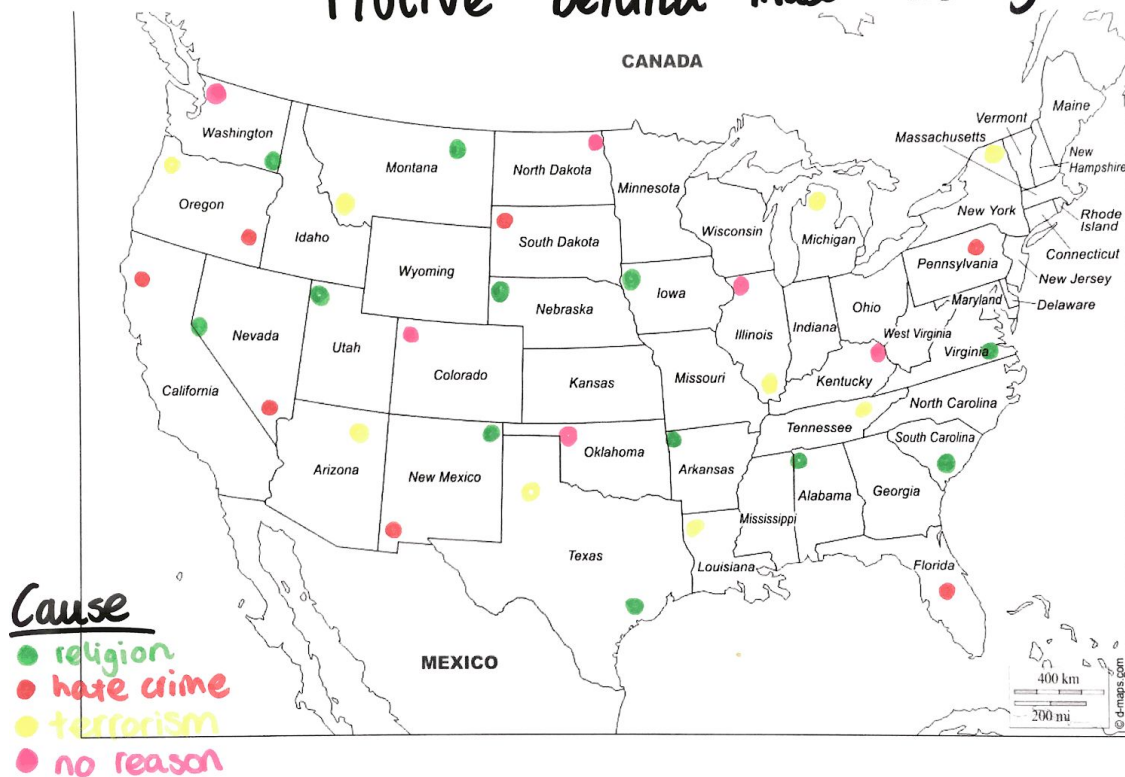 Motive behind
CANADA
Maine
Vermont
Massachusetts
Washington
New
Hampshire
Montana
North Dakota
Minnesota
Oregon
New York
Rhode
Island
Idaho
South Dakota
Wisconsin
Michigan
Connecticut
Wyoming
Pennsylvania
New Jersey
Iowa
Nebraska
Maryland
Delaware
Ohio
Nevada
Illinois
Indiana
West Virginia
Utah
Virginia
Colorado
Missouri
Kentucky
Kansas
California
North Carolina
Tennessee
South Carolina
Oklahoma
Arizona
New Mexico
Arkansas
Alabama
Georgia
Mississippi
Texas
Louisiana
Florida
Cause
religion
hate crime
terrorism
no reason
MEXICO
400 km
200 mi
© d-maps.com